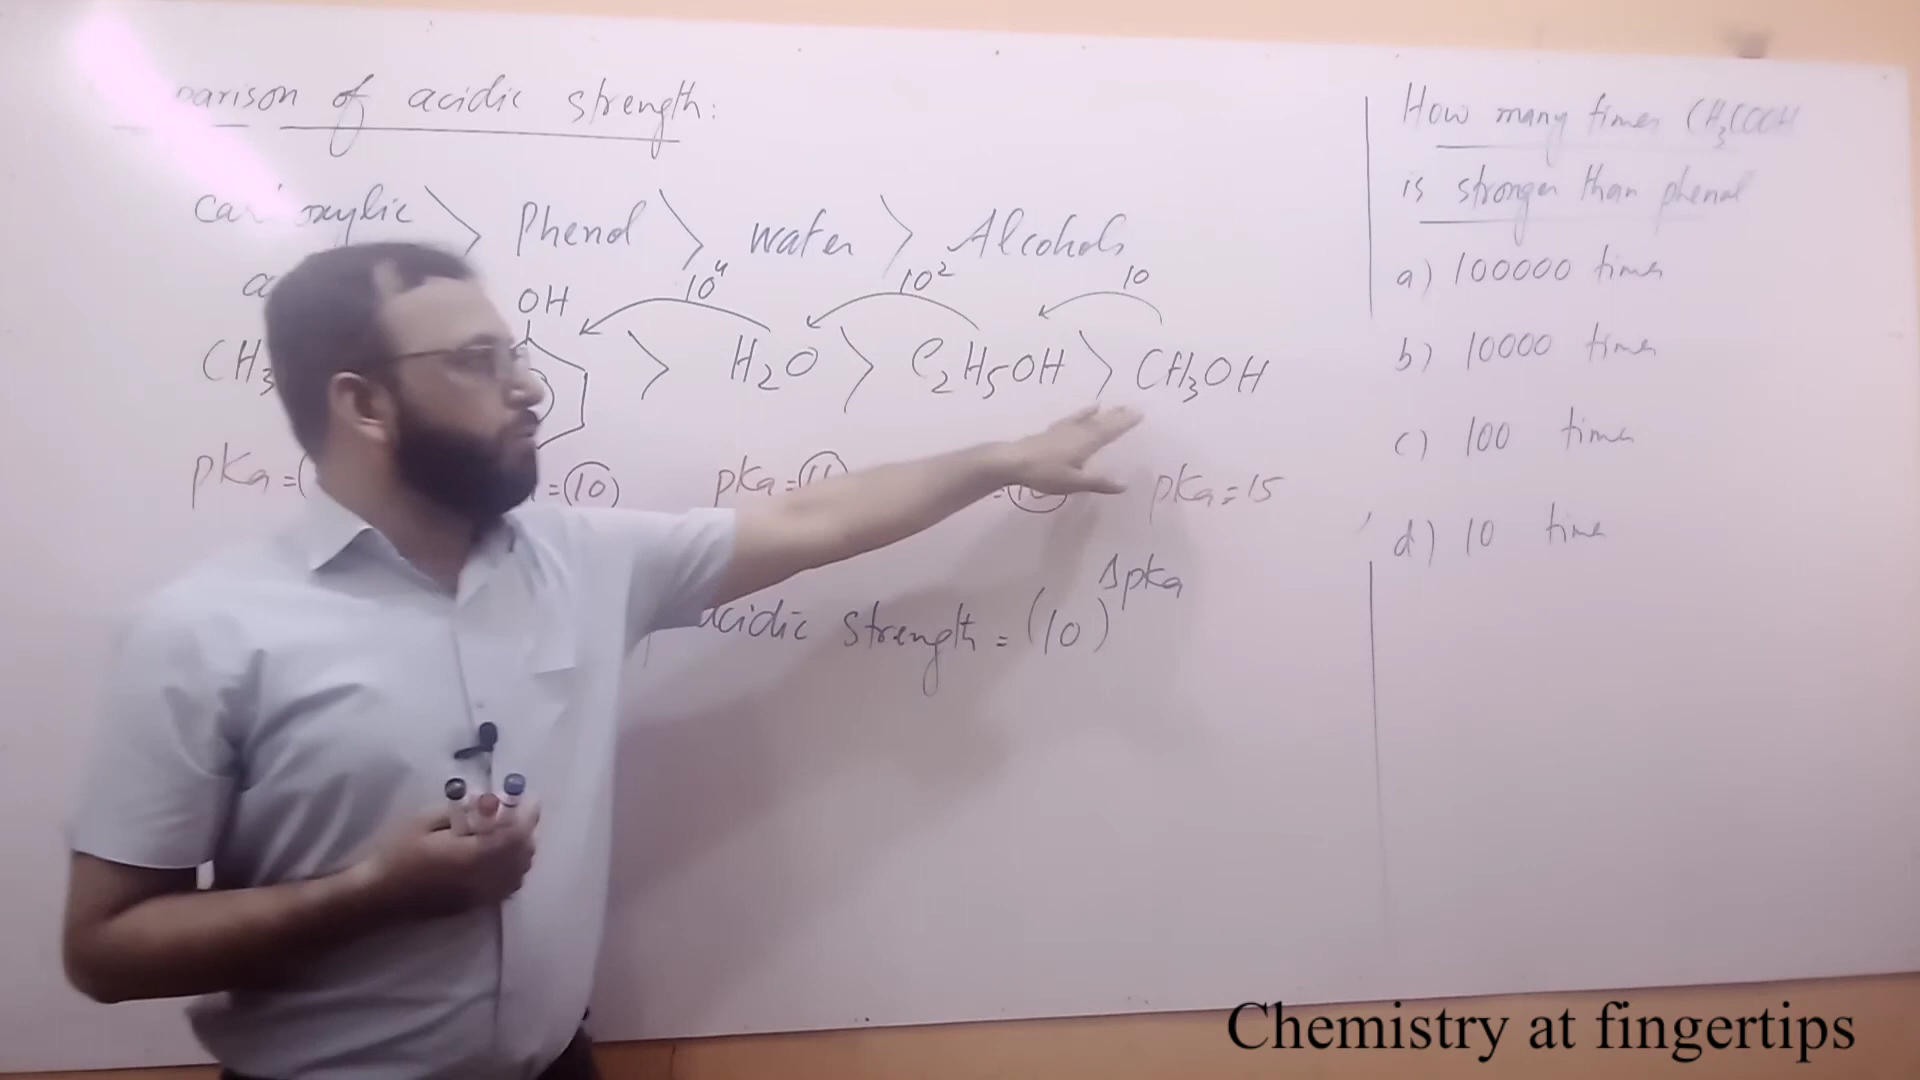 parison of acidic strength:
carboxylic > Phenol > water > Alcohols
a
OH 10⁴ 10² 10
CH3 > H2O > C2H5OH > CH3OH
pKa=( =(10) pKa= pKa=15
acidic strength = (10)^ΔpKa
How many times CH3COOH
is stronger than phenol
a) 100000 times
b) 10000 times
c) 100 times
d) 10 time
Chemistry at fingertips